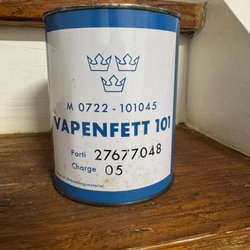 M 0722 - 101045
VAPENFETT 101
Parti 27677048
Charge 05